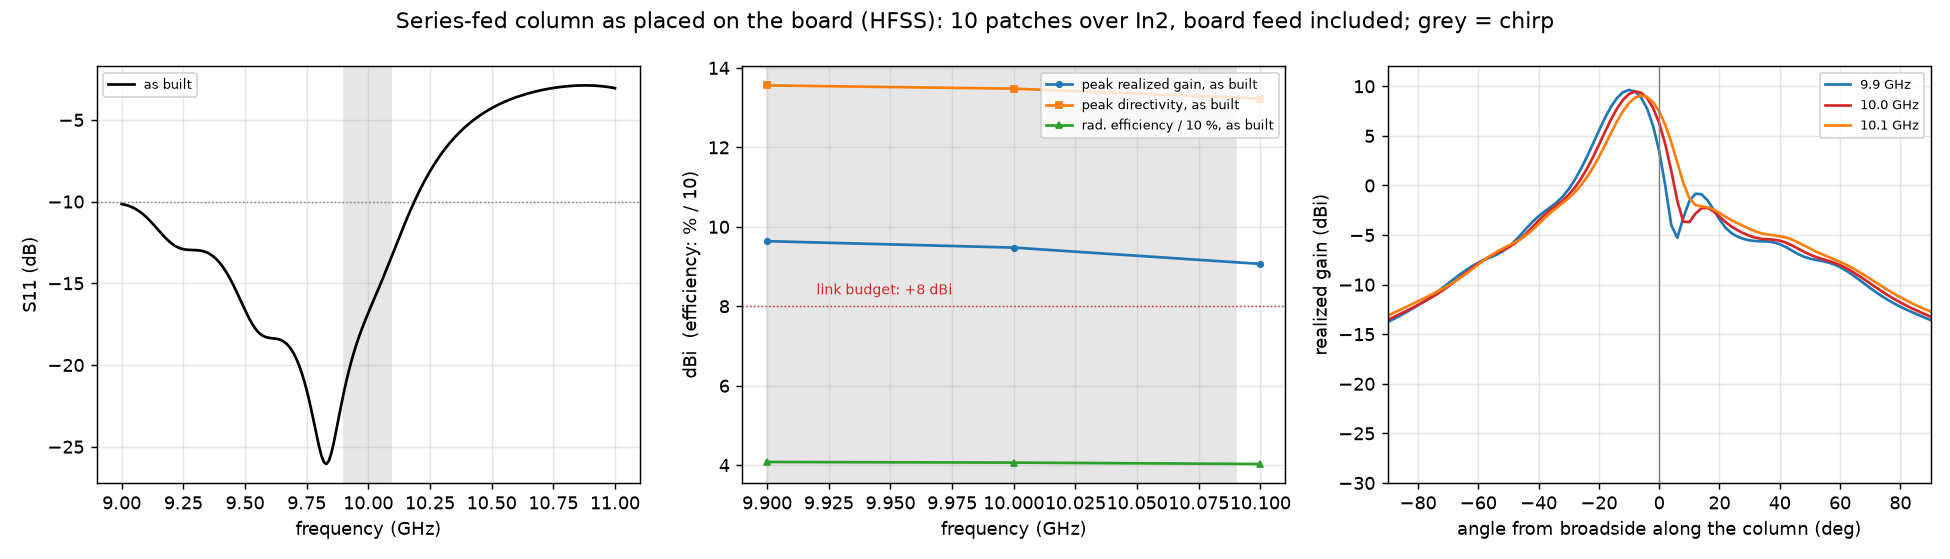 Series-fed column as placed on the board (HFSS): 10 patches over In2, board feed included; grey = chirp
as built
S11 (dB)
−5
−10
−15
−20
−25
9.00 9.25 9.50 9.75 10.00 10.25 10.50 10.75 11.00
frequency (GHz)
peak realized gain, as built
peak directivity, as built
rad. efficiency / 10 %, as built
link budget: +8 dBi
dBi (efficiency: % / 10)
14
12
10
8
6
4
9.900 9.925 9.950 9.975 10.000 10.025 10.050 10.075 10.100
frequency (GHz)
9.9 GHz
10.0 GHz
10.1 GHz
realized gain (dBi)
10
5
0
−5
−10
−15
−20
−25
−30
−80 −60 −40 −20 0 20 40 60 80
angle from broadside along the column (deg)